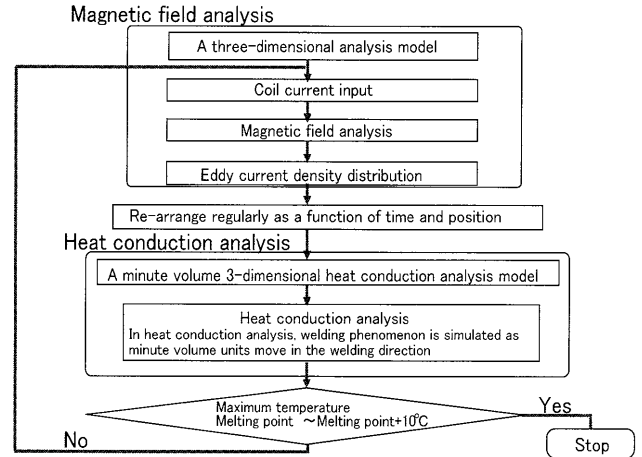 Magnetic field analysis
A three-dimensional analysis model
Coil current input
Magnetic field analysis
Eddy current density distribution
Re-arrange regularly as a function of time and position
Heat conduction analysis
A minute volume 3-dimensional heat conduction analysis model
Heat conduction analysis
In heat conduction analysis, welding phenomenon is simulated as
minute volume units move in the welding direction
Maximum temperature
Melting point ～Melting point+10℃
Yes
No
Stop